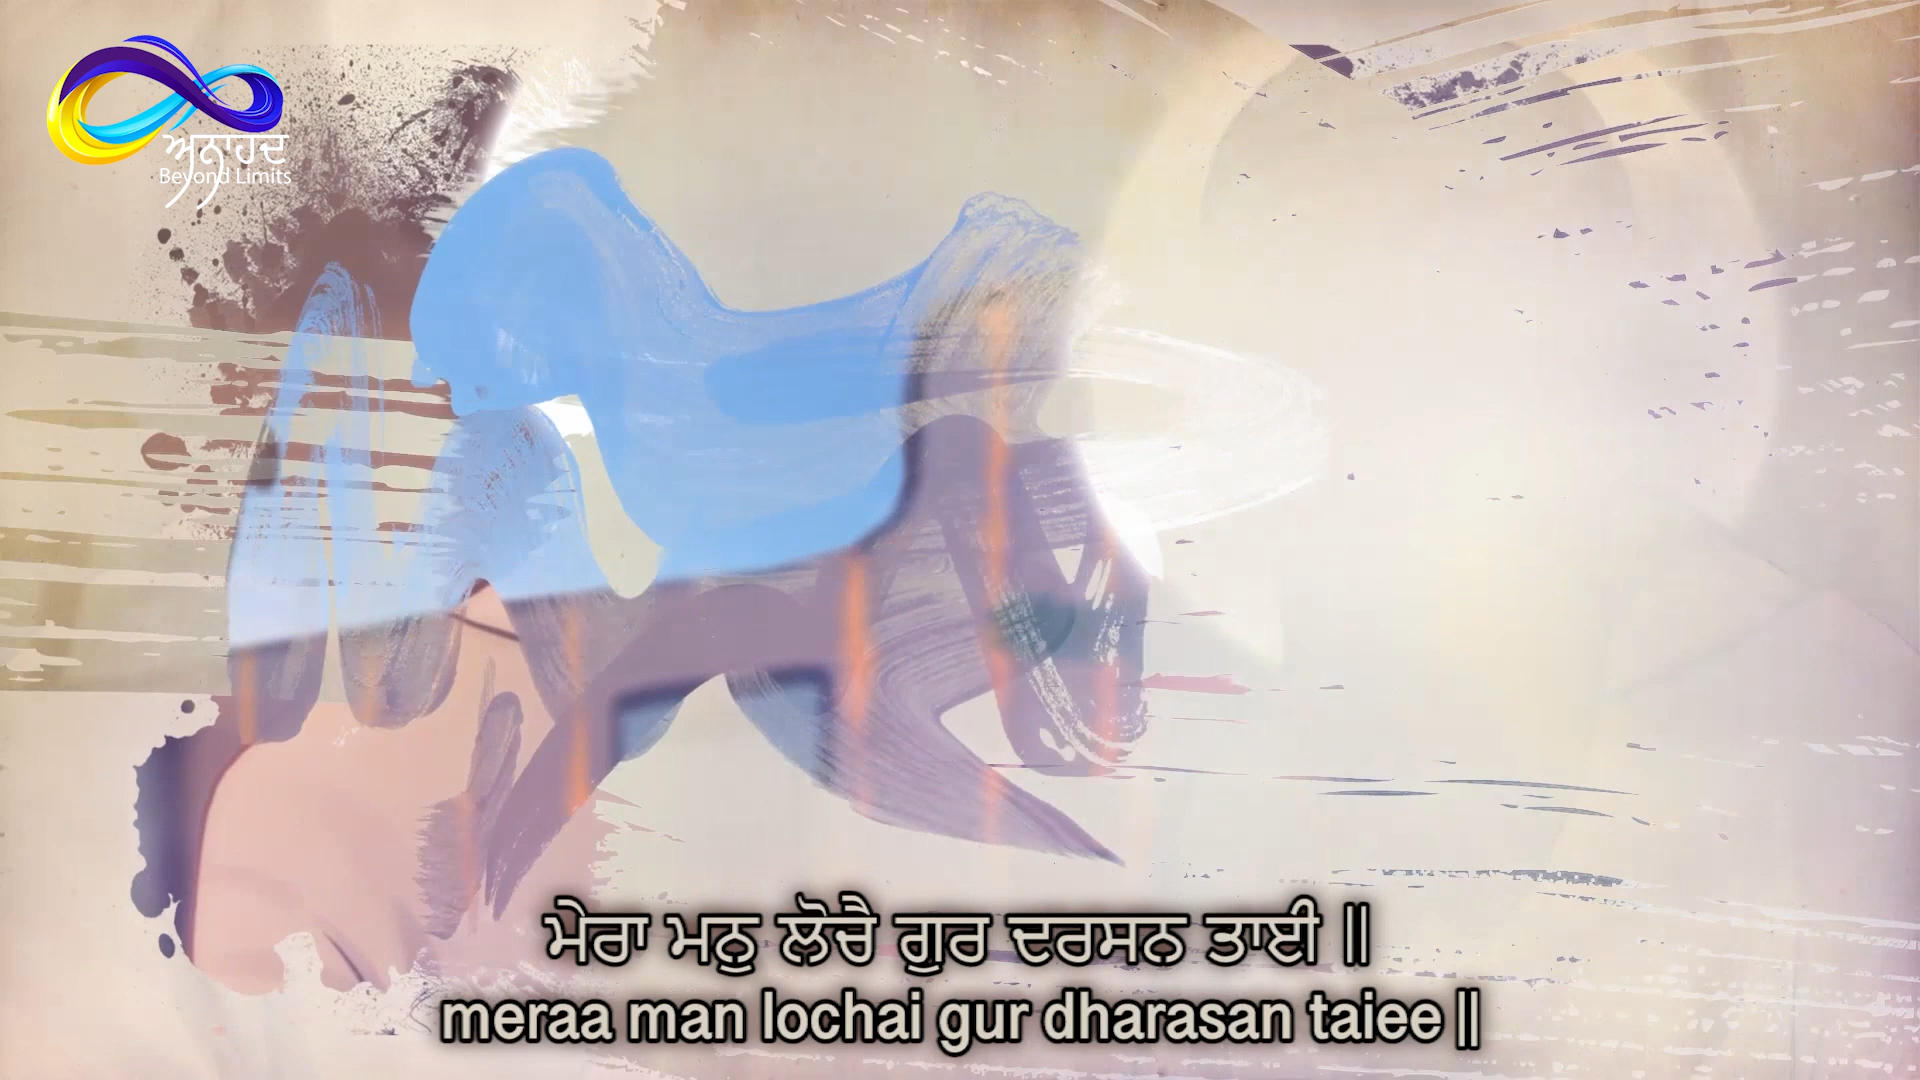 ਅਨਾਹਦ
Beyond Limits
ਮੇਰਾ ਮਨੁ ਲੋਚੈ ਗੁਰ ਦਰਸਨ ਤਾਈ ॥
meraa man lochai gur dharasan taiee ||